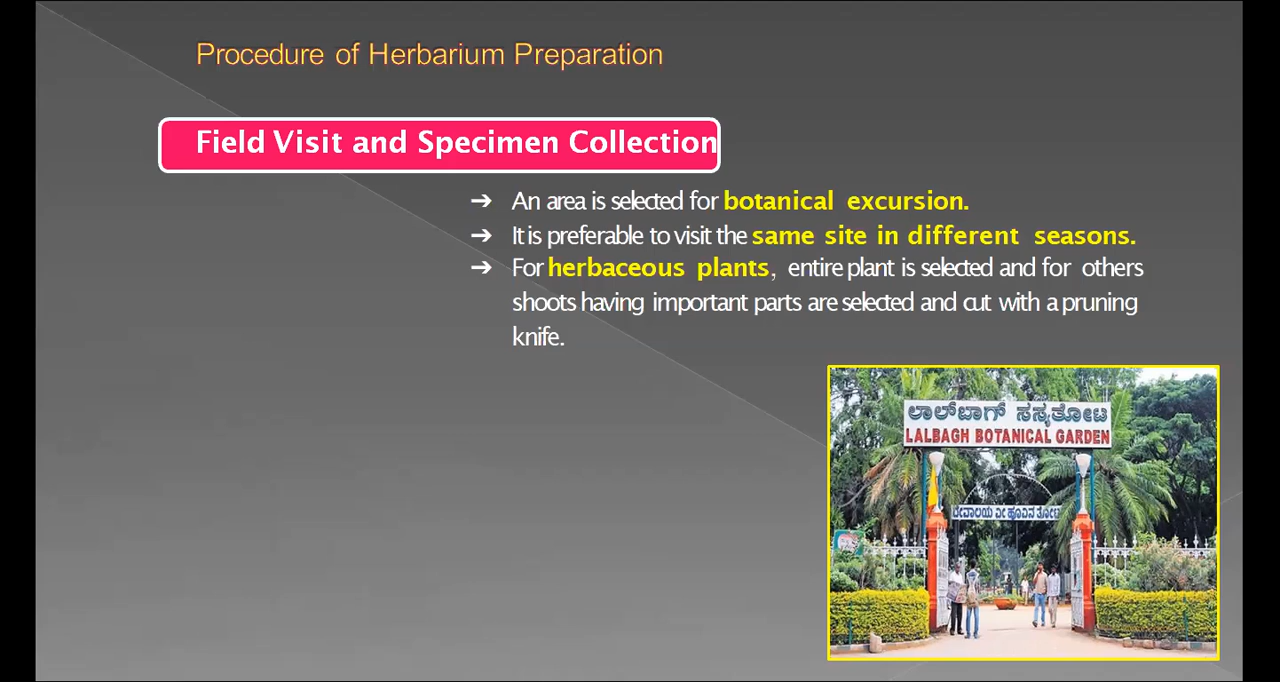 Procedure of Herbarium Preparation
Field Visit and Specimen Collection
➔ An area is selected for botanical excursion.
➔ It is preferable to visit the same site in different seasons.
➔ For herbaceous plants, entire plant is selected and for others
shoots having important parts are selected and cut with a pruning
knife.
ಲಾಲ್‌ಬಾಗ್ ಸಸ್ಯತೋಟ
LALBAGH BOTANICAL GARDEN